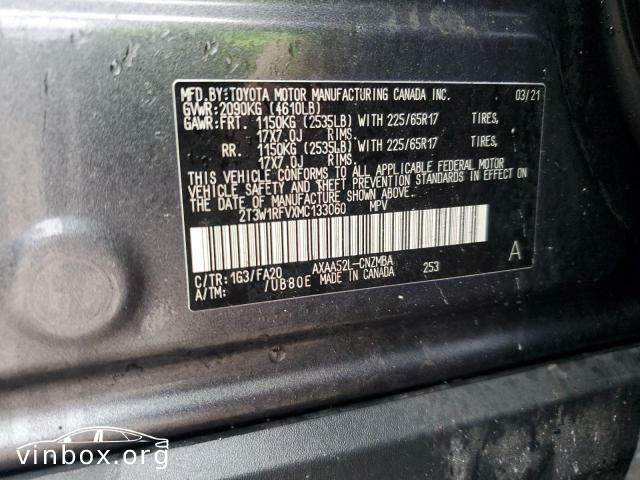 MFD.BY:TOYOTA MOTOR MANUFACTURING CANADA INC. 03/21
GVWR:2090KG (4610LB)
GAWR:FRT. 1150KG (2535LB) WITH 225/65R17 TIRES,
17X7.0J RIMS.
RR. 1150KG (2535LB) WITH 225/65R17 TIRES,
17X7.0J RIMS.
THIS VEHICLE CONFORMS TO ALL APPLICABLE FEDERAL MOTOR
VEHICLE SAFETY AND THEFT PREVENTION STANDARDS IN EFFECT ON
THE DATE OF MANUFACTURE SHOWN ABOVE.
2T3W1RFVXMC133060 MPV
A
AXAA52L-CNZMBA 253
C/TR:1G3/FA20 MADE IN CANADA
A/TM: /UB80E
vinbox.org